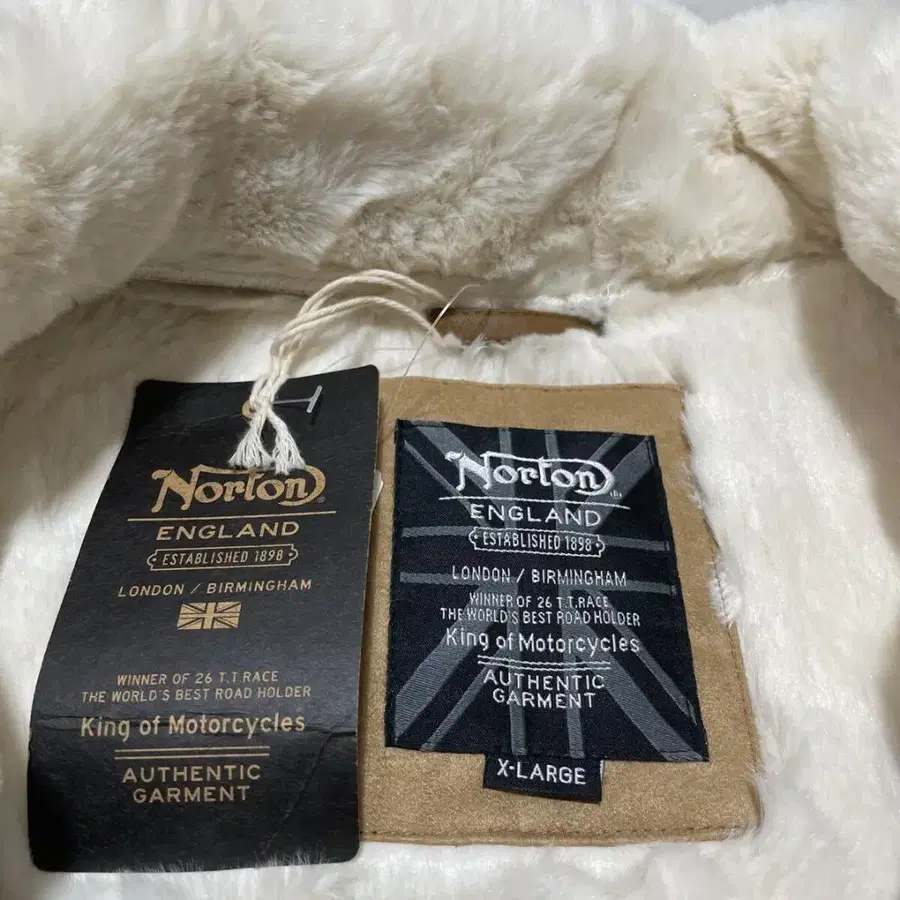 Norton
ENGLAND
ESTABLISHED 1898
LONDON / BIRMINGHAM
WINNER OF 26 T.T.RACE
THE WORLD'S BEST ROAD HOLDER
King of Motorcycles
AUTHENTIC
GARMENT
Norton
ENGLAND
ESTABLISHED 1898
LONDON / BIRMINGHAM
WINNER OF 26 T.T.RACE
THE WORLD'S BEST ROAD HOLDER
King of Motorcycles
AUTHENTIC
GARMENT
X-LARGE